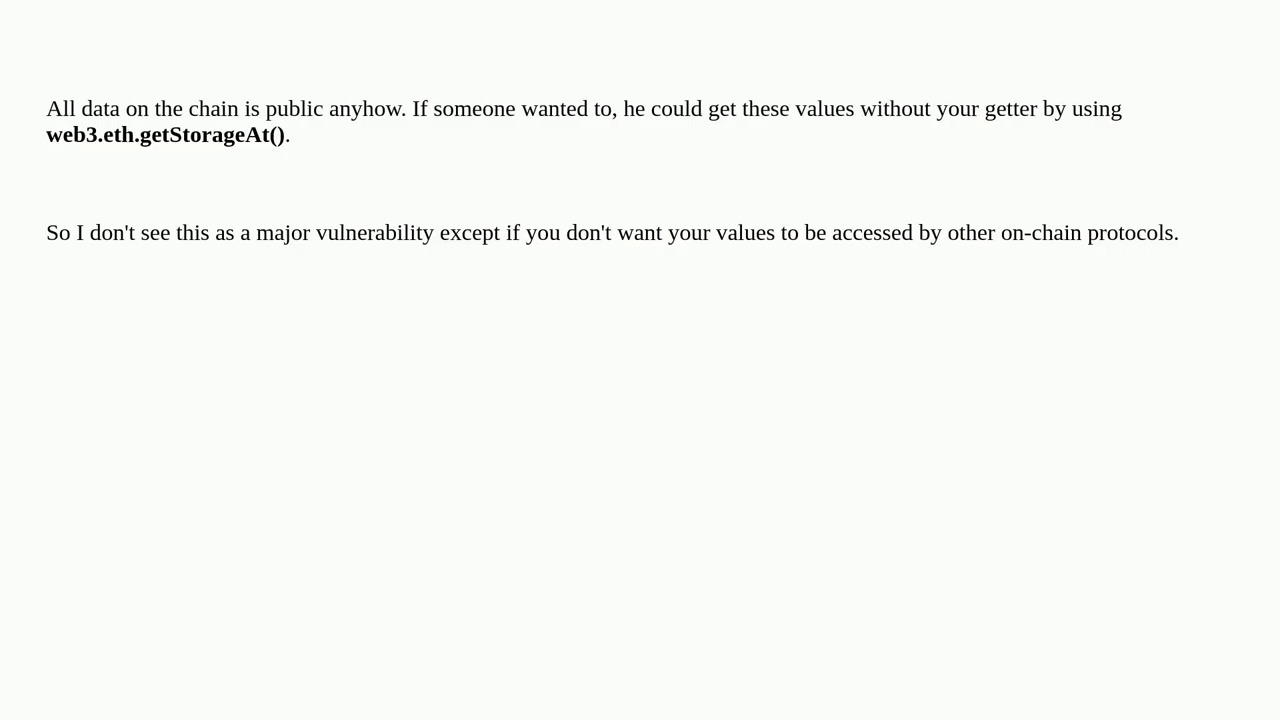 All data on the chain is public anyhow. If someone wanted to, he could get these values without your getter by using
web3.eth.getStorageAt().
So I don't see this as a major vulnerability except if you don't want your values to be accessed by other on-chain protocols.